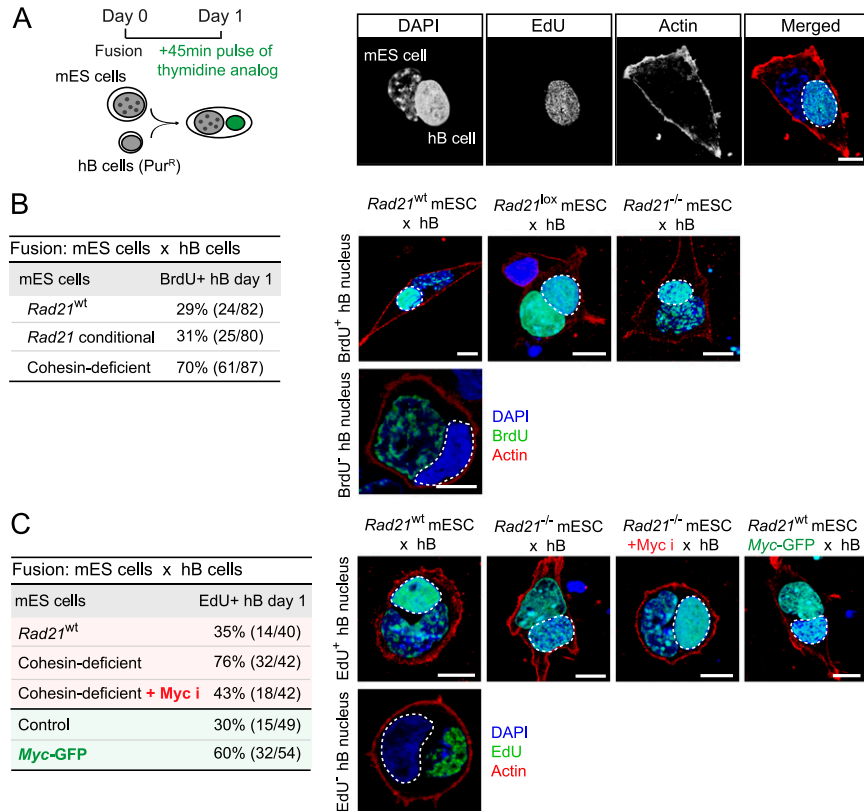 A
Day 0 Day 1
Fusion +45min pulse of
thymidine analog
mES cells
hB cells (PurR)
DAPI EdU Actin Merged
mES cell
hB cell
B
Fusion: mES cells x hB cells
mES cells BrdU+ hB day 1
Rad21wt 29% (24/82)
Rad21 conditional 31% (25/80)
Cohesin-deficient 70% (61/87)
Rad21wt mESC
x hB
Rad21lox mESC
x hB
Rad21-/- mESC
x hB
BrdU+ hB nucleus
BrdU- hB nucleus
DAPI
BrdU
Actin
C
Fusion: mES cells x hB cells
mES cells EdU+ hB day 1
Rad21wt 35% (14/40)
Cohesin-deficient 76% (32/42)
Cohesin-deficient + Myc i 43% (18/42)
Control 30% (15/49)
Myc-GFP 60% (32/54)
Rad21wt mESC
x hB
Rad21-/- mESC
x hB
Rad21-/- mESC
+Myc i x hB
Rad21wt mESC
Myc-GFP x hB
EdU+ hB nucleus
EdU- hB nucleus
DAPI
EdU
Actin